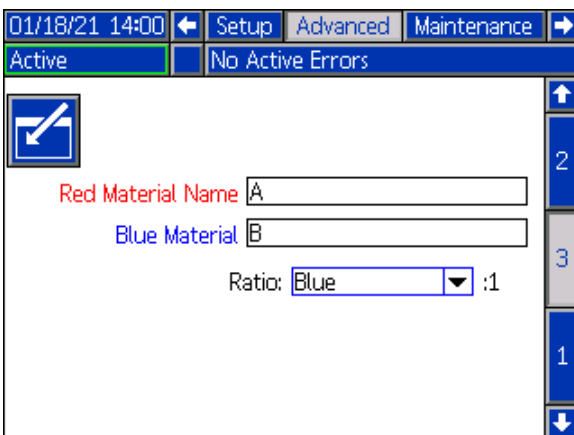 01/18/21 14:00 Setup Advanced Maintenance
Active No Active Errors
2
Red Material Name A
Blue Material B
3
Ratio: Blue :1
1